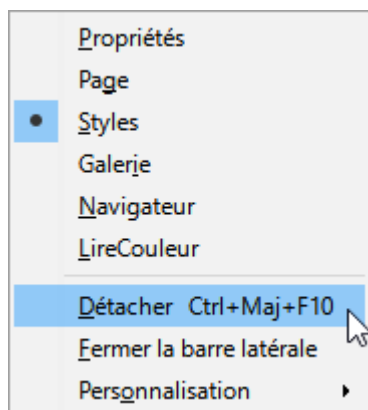 Propriétés
Page
Styles
Galerie
Navigateur
LireCouleur
Détacher Ctrl+Maj+F10
Fermer la barre latérale
Personnalisation